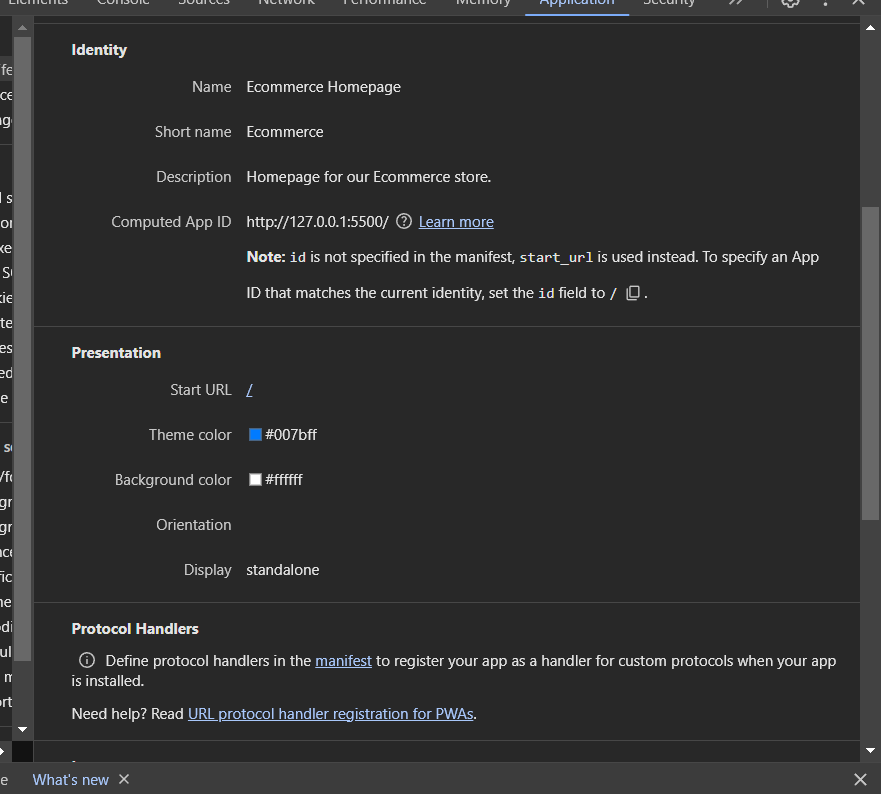 Elements Console Sources Network Performance Memory Application Security
Identity
Name Ecommerce Homepage
Short name Ecommerce
Description Homepage for our Ecommerce store.
Computed App ID http://127.0.0.1:5500/ Learn more
Note: id is not specified in the manifest, start_url is used instead. To specify an App
ID that matches the current identity, set the id field to / .
Presentation
Start URL /
Theme color #007bff
Background color #ffffff
Orientation
Display standalone
Protocol Handlers
Define protocol handlers in the manifest to register your app as a handler for custom protocols when your app
is installed.
Need help? Read URL protocol handler registration for PWAs.
What's new